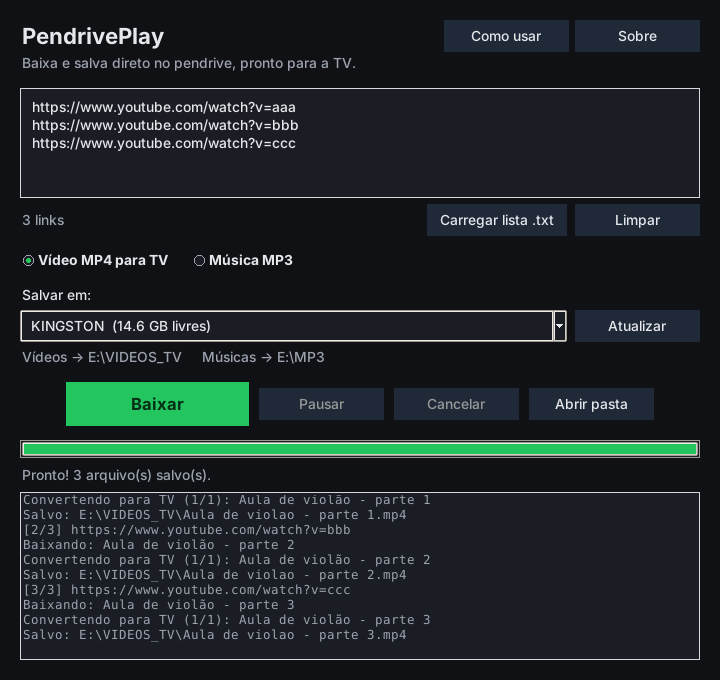 PendrivePlay
Como usar
Sobre
Baixa e salva direto no pendrive, pronto para a TV.
https://www.youtube.com/watch?v=aaa
https://www.youtube.com/watch?v=bbb
https://www.youtube.com/watch?v=ccc
3 links
Carregar lista .txt
Limpar
Vídeo MP4 para TV
Música MP3
Salvar em:
KINGSTON (14.6 GB livres)
Atualizar
Vídeos → E:\VIDEOS_TV Músicas → E:\MP3
Baixar
Pausar
Cancelar
Abrir pasta
Pronto! 3 arquivo(s) salvo(s).
Convertendo para TV (1/1): Aula de violão - parte 1
Salvo: E:\VIDEOS_TV\Aula de violao - parte 1.mp4
[2/3] https://www.youtube.com/watch?v=bbb
Baixando: Aula de violão - parte 2
Convertendo para TV (1/1): Aula de violão - parte 2
Salvo: E:\VIDEOS_TV\Aula de violao - parte 2.mp4
[3/3] https://www.youtube.com/watch?v=ccc
Baixando: Aula de violão - parte 3
Convertendo para TV (1/1): Aula de violão - parte 3
Salvo: E:\VIDEOS_TV\Aula de violao - parte 3.mp4